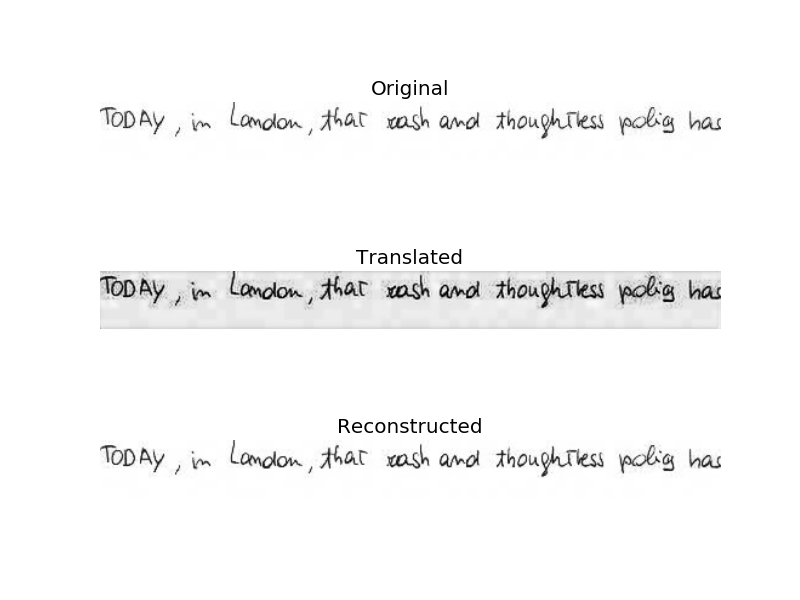 Original
TODAY, in London, that rash and thoughtless policy has
Translated
TODAY, in London, that rash and thoughtless policy has
Reconstructed
TODAY, in London, that rash and thoughtless policy has